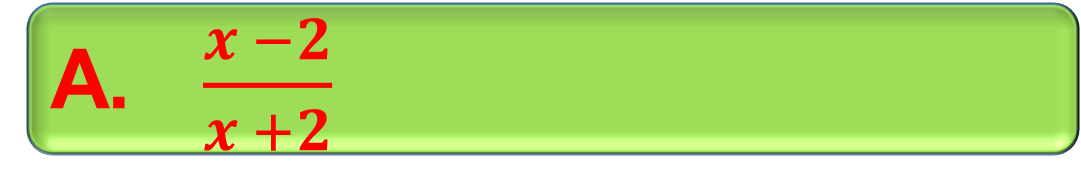 A. x − 2
x + 2